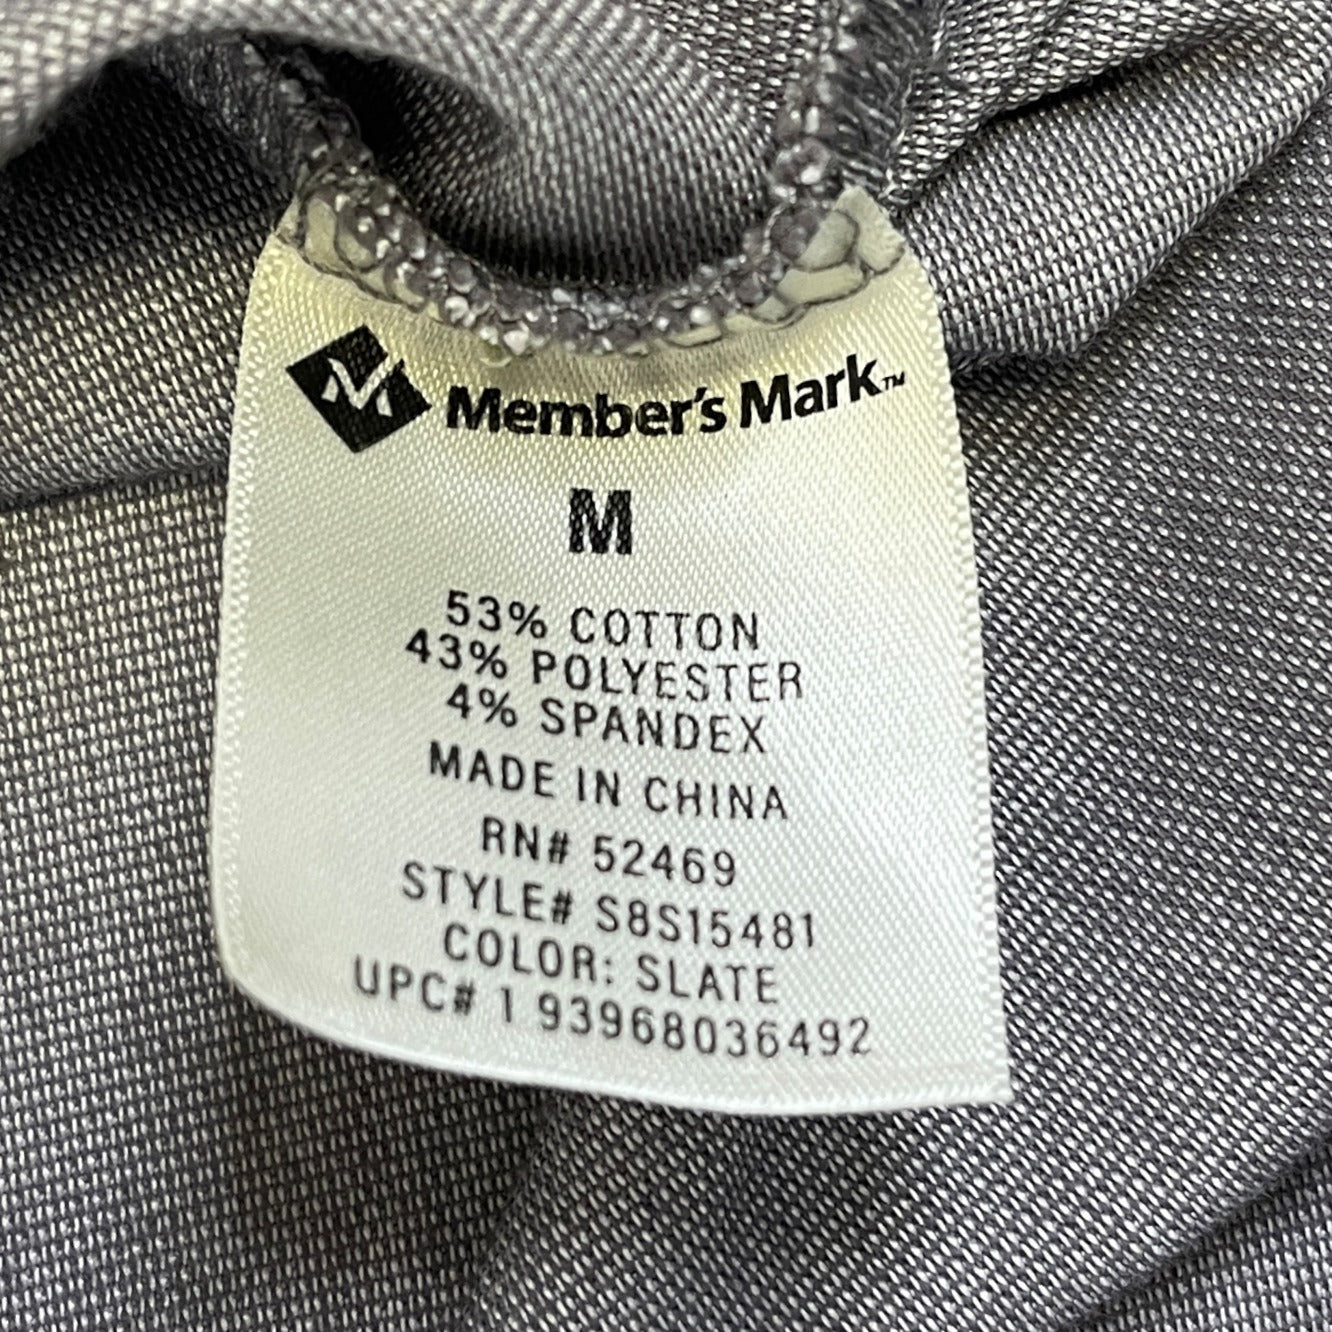 Member's Mark™
M
53% COTTON
43% POLYESTER
4% SPANDEX
MADE IN CHINA
RN# 52469
STYLE# S8S15481
COLOR: SLATE
UPC# 1 93968036492